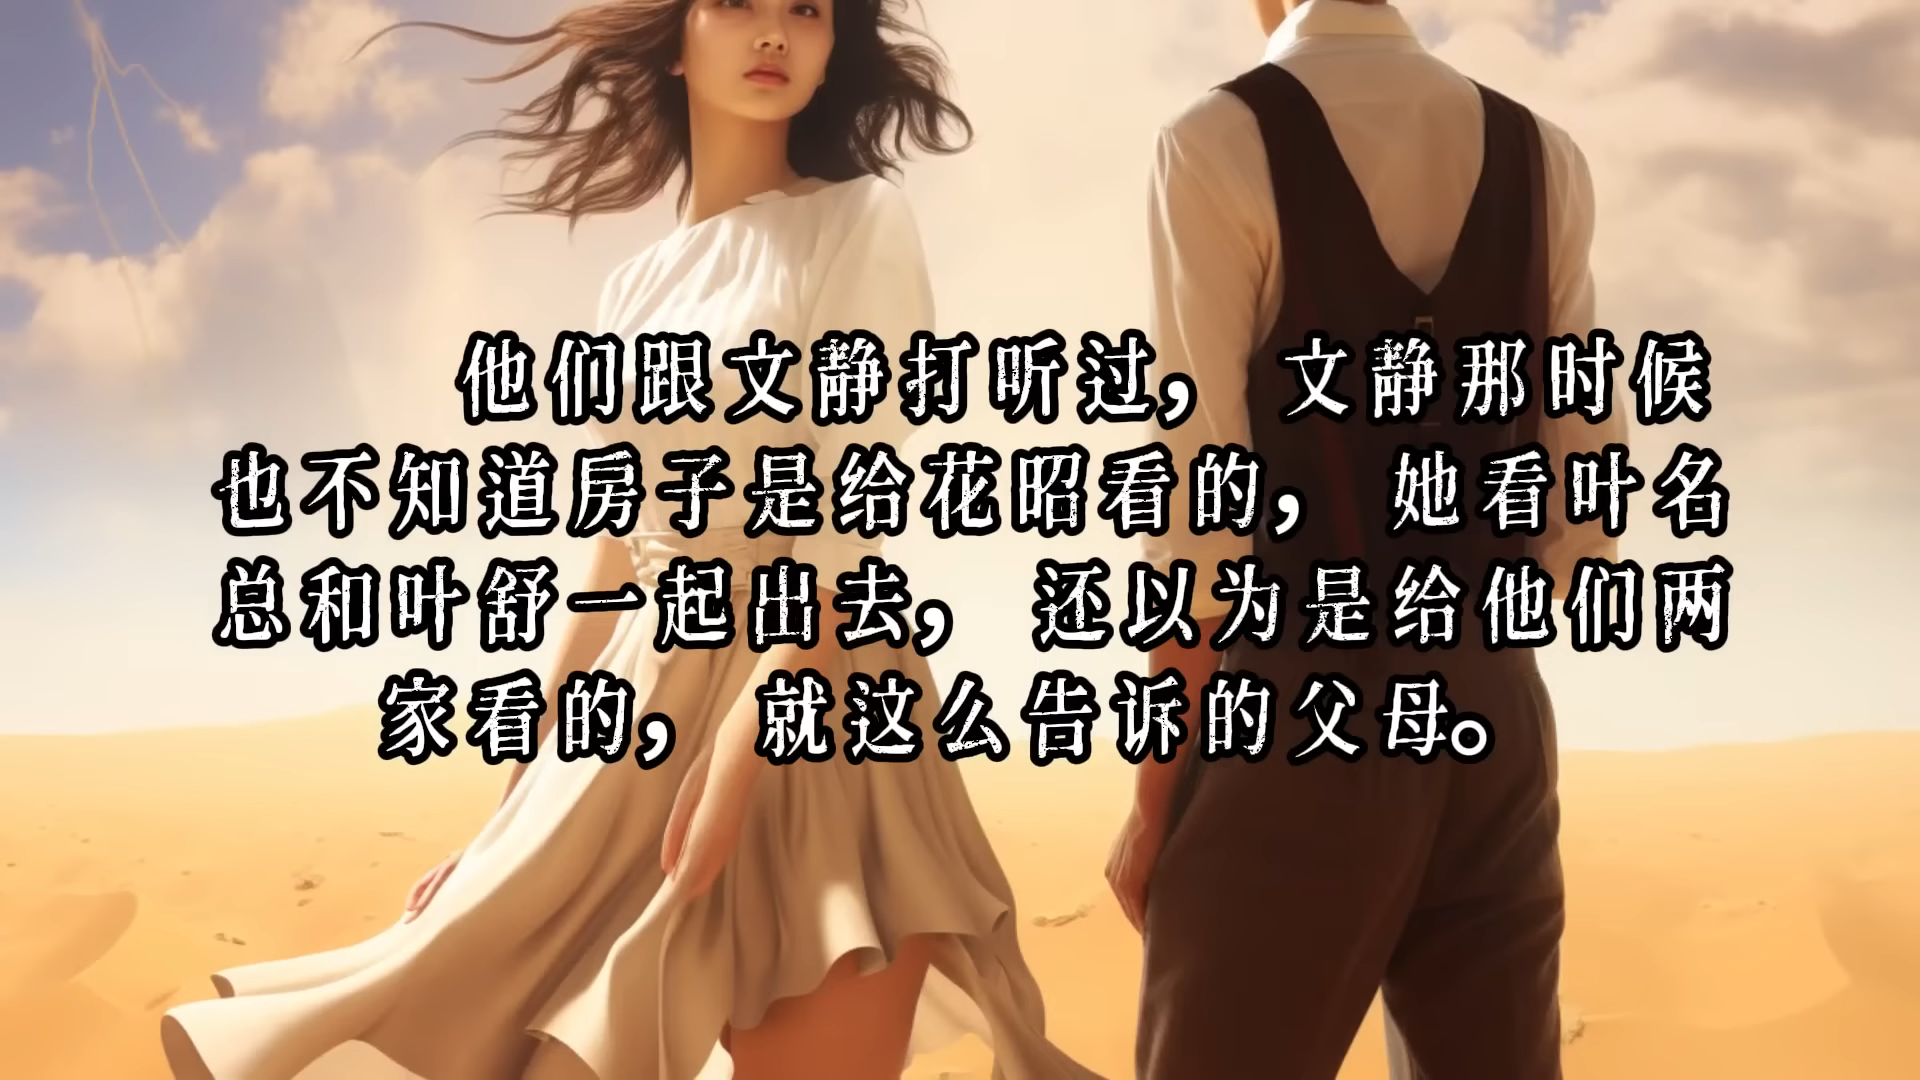 他们跟文静打听过，文静那时候
也不知道房子是给花昭看的，她看叶名
总和叶舒一起出去，还以为是给他们两
家看的，就这么告诉的父母。